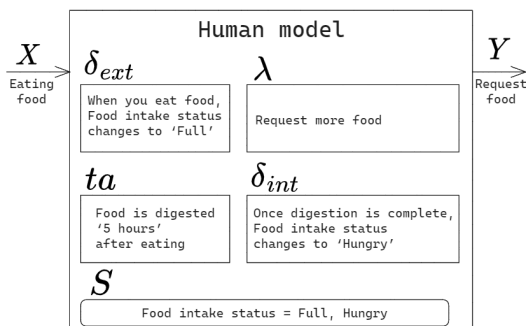 Human model
X
Eating
food
Y
Request
food
δext
When you eat food,
Food intake status
changes to ‘Full’
λ
Request more food
ta
Food is digested
‘5 hours’
after eating
δint
Once digestion is complete,
Food intake status
changes to ‘Hungry’
S
Food intake status = Full, Hungry